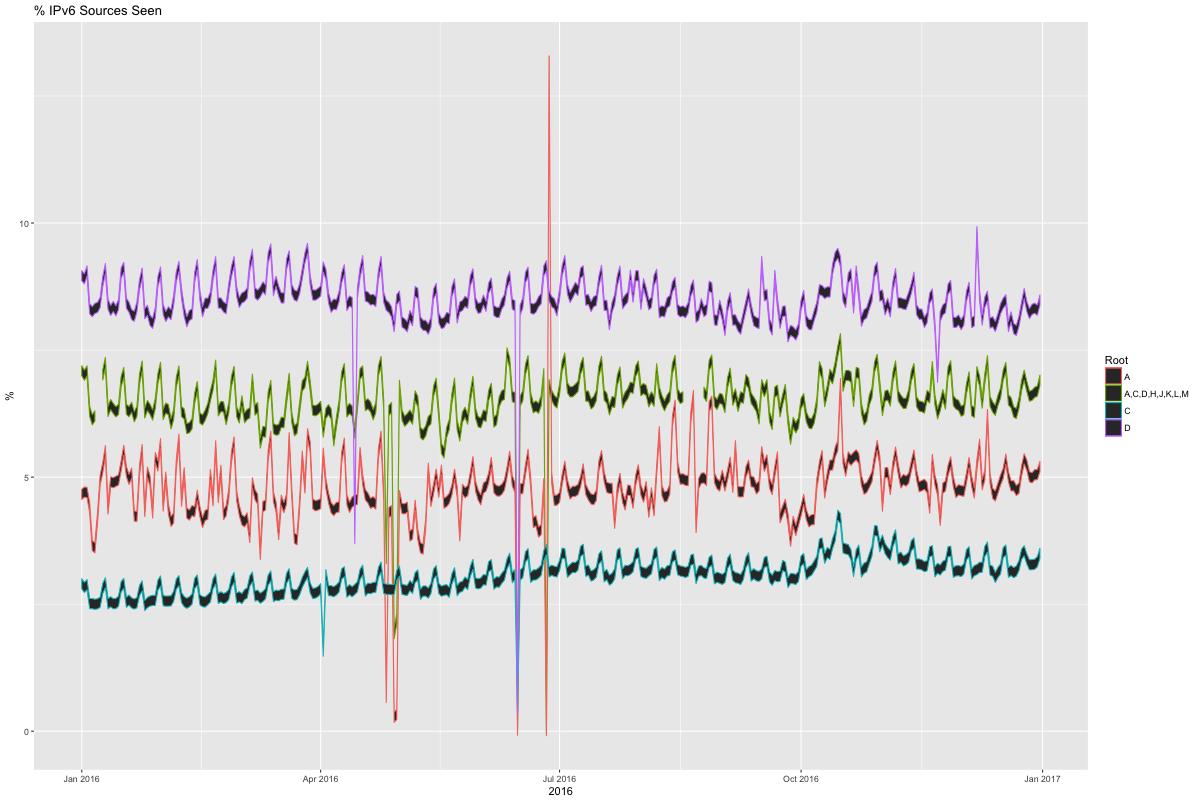 % IPv6 Sources Seen
%
10
5
0
Jan 2016
Apr 2016
Jul 2016
Oct 2016
Jan 2017
2016
Root
A
A,C,D,H,J,K,L,M
C
D